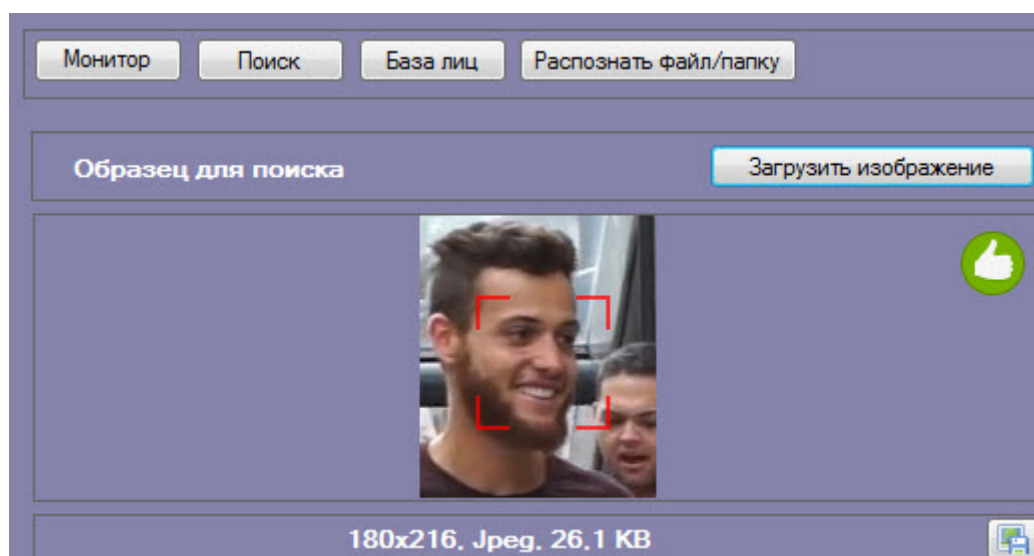 Монитор Поиск База лиц Распознать файл/папку
Образец для поиска Загрузить изображение
180x216, Jpeg, 26,1 KB